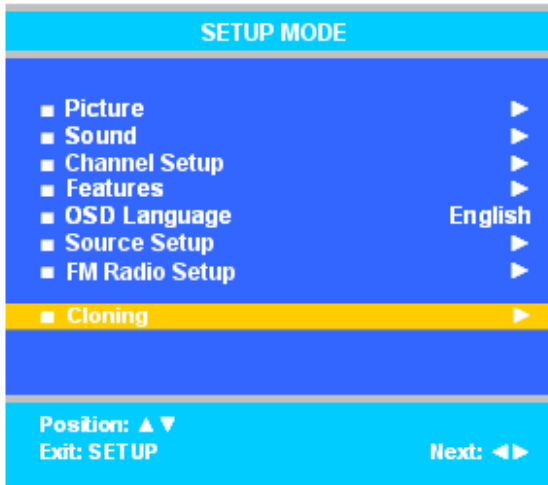 SETUP MODE
Picture
Sound
Channel Setup
Features
OSD Language English
Source Setup
FM Radio Setup
Cloning
Position: ▲▼
Exit: SETUP Next: ◀▶